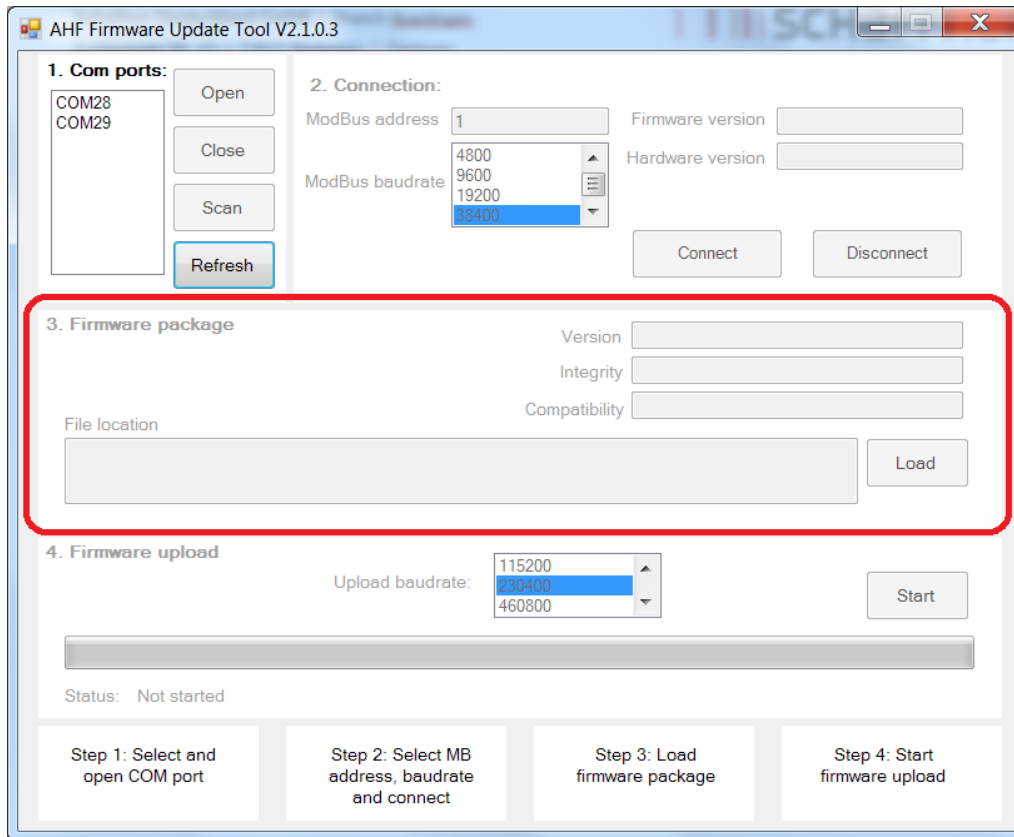 AHF Firmware Update Tool V2.1.0.3
1. Com ports:
COM28
COM29
Open
Close
Scan
Refresh
2. Connection:
ModBus address
1
ModBus baudrate
4800
9600
19200
38400
Firmware version
Hardware version
Connect
Disconnect
3. Firmware package
Version
Integrity
Compatibility
File location
Load
4. Firmware upload
Upload baudrate:
115200
230400
460800
Start
Status: Not started
Step 1: Select and
open COM port
Step 2: Select MB
address, baudrate
and connect
Step 3: Load
firmware package
Step 4: Start
firmware upload